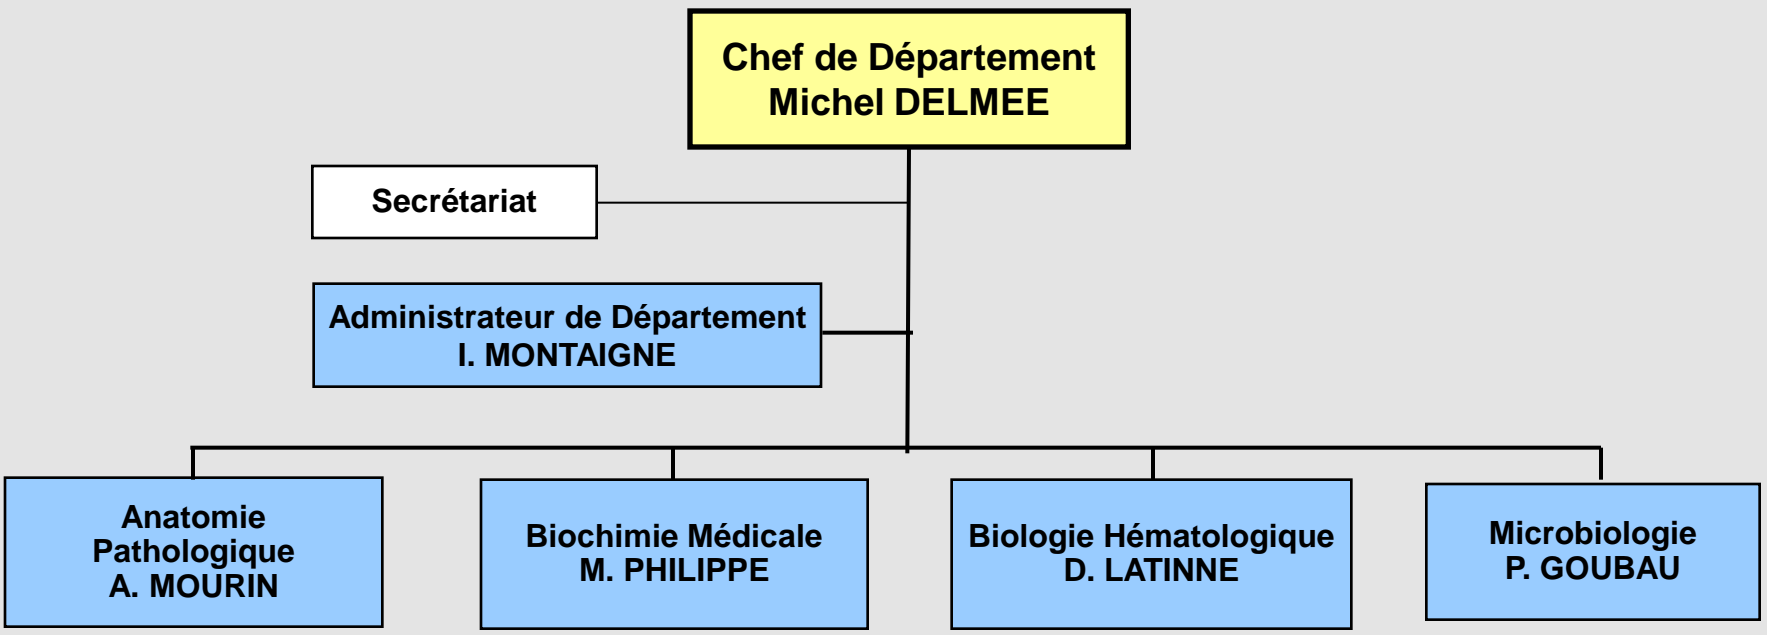 Chef de Département
Michel DELMEE
Secrétariat
Administrateur de Département
I. MONTAIGNE
Anatomie
Pathologique
A. MOURIN
Biochimie Médicale
M. PHILIPPE
Biologie Hématologique
D. LATINNE
Microbiologie
P. GOUBAU